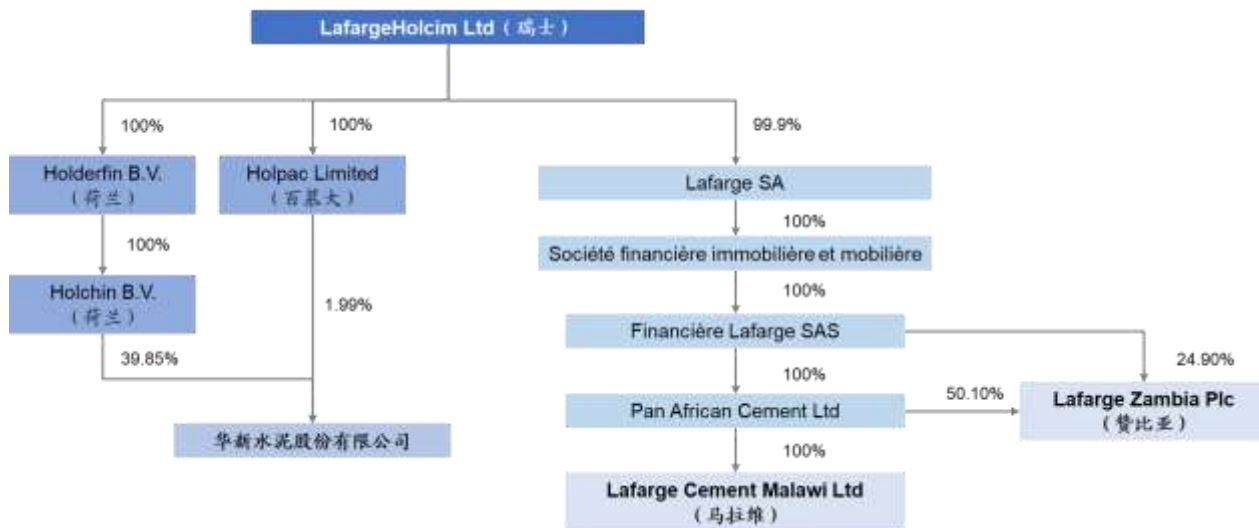 LafargeHolcim Ltd（瑞士）
100%
100%
99.9%
Holderfin B.V.
（荷兰）
Holpac Limited
（百慕大）
Lafarge SA
100%
100%
Société financière immobilière et mobilière
Holchin B.V.
（荷兰）
1.99%
100%
Financière Lafarge SAS
39.85%
24.90%
100%
50.10%
Pan African Cement Ltd
Lafarge Zambia Plc
（赞比亚）
华新水泥股份有限公司
100%
Lafarge Cement Malawi Ltd
（马拉维）